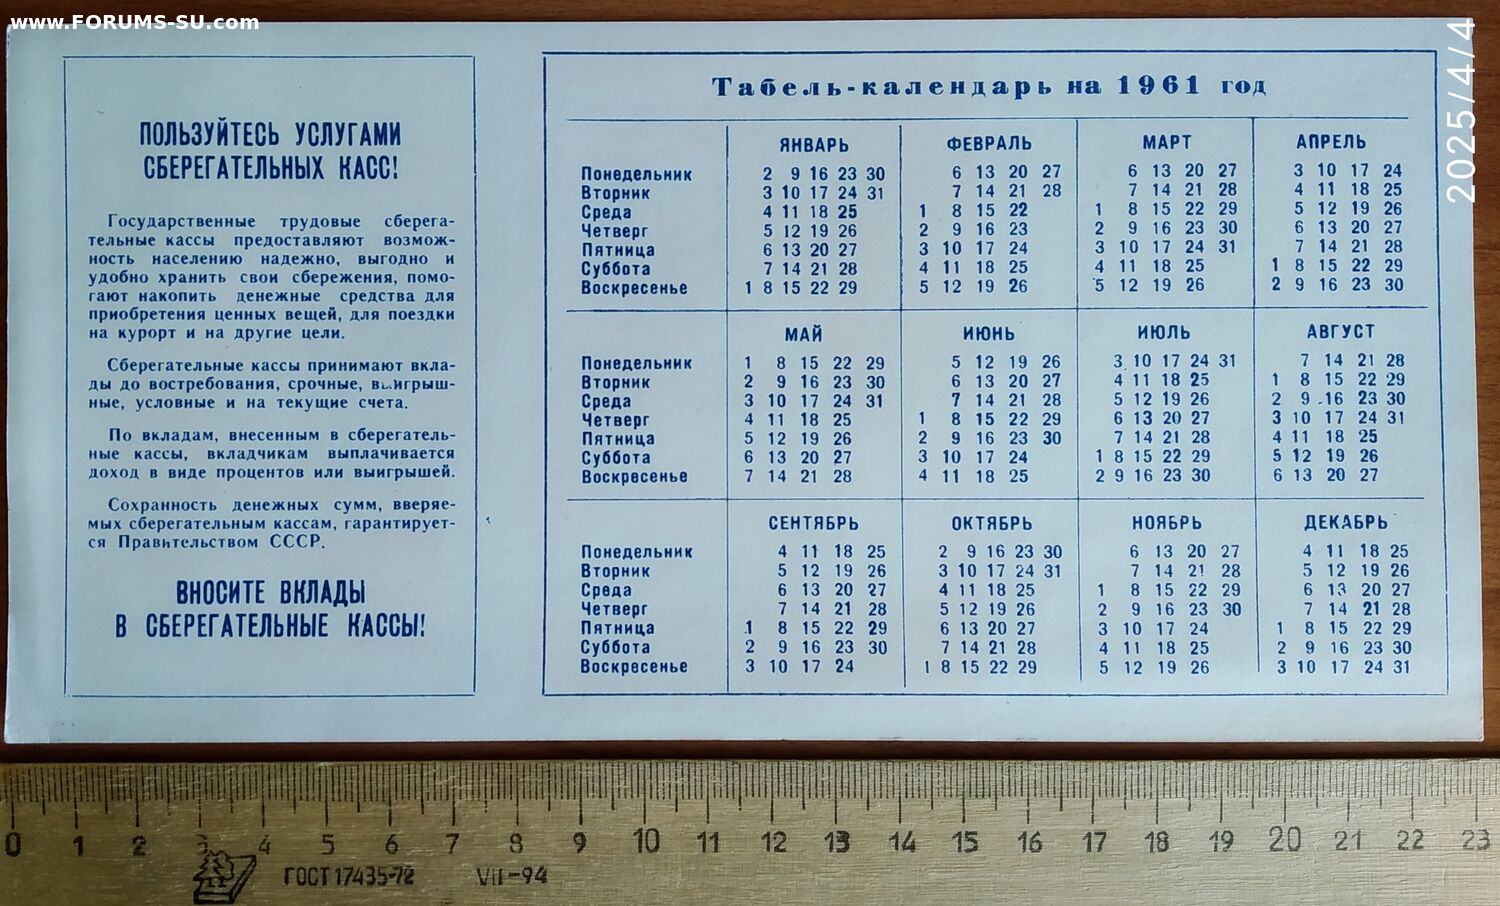 www.FORUMS-SU.com
2025/4/4
ПОЛЬЗУЙТЕСЬ УСЛУГАМИ
СБЕРЕГАТЕЛЬНЫХ КАСС!
Государственные трудовые сберега-
тельные кассы предоставляют возмож-
ность населению надежно, выгодно и
удобно хранить свои сбережения, помо-
гают накопить денежные средства для
приобретения ценных вещей, для поездки
на курорт и на другие цели.
Сберегательные кассы принимают вкла-
ды до востребования, срочные, выигрыш-
ные, условные и на текущие счета.
По вкладам, внесенным в сберегатель-
ные кассы, вкладчикам выплачивается
доход в виде процентов или выигрышей.
Сохранность денежных сумм, вверяе-
мых сберегательным кассам, гарантирует-
ся Правительством СССР.
ВНОСИТЕ ВКЛАДЫ
В СБЕРЕГАТЕЛЬНЫЕ КАССЫ!
Табель-календарь на 1961 год
ЯНВАРЬ ФЕВРАЛЬ МАРТ АПРЕЛЬ
Понедельник 2 9 16 23 30 6 13 20 27 6 13 20 27 3 10 17 24
Вторник 3 10 17 24 31 7 14 21 28 7 14 21 28 4 11 18 25
Среда 4 11 18 25 1 8 15 22 1 8 15 22 29 5 12 19 26
Четверг 5 12 19 26 2 9 16 23 2 9 16 23 30 6 13 20 27
Пятница 6 13 20 27 3 10 17 24 3 10 17 24 31 7 14 21 28
Суббота 7 14 21 28 4 11 18 25 4 11 18 25 1 8 15 22 29
Воскресенье 1 8 15 22 29 5 12 19 26 5 12 19 26 2 9 16 23 30
МАЙ ИЮНЬ ИЮЛЬ АВГУСТ
Понедельник 1 8 15 22 29 5 12 19 26 3 10 17 24 31 7 14 21 28
Вторник 2 9 16 23 30 6 13 20 27 4 11 18 25 1 8 15 22 29
Среда 3 10 17 24 31 7 14 21 28 5 12 19 26 2 9 16 23 30
Четверг 4 11 18 25 1 8 15 22 29 6 13 20 27 3 10 17 24 31
Пятница 5 12 19 26 2 9 16 23 30 7 14 21 28 4 11 18 25
Суббота 6 13 20 27 3 10 17 24 1 8 15 22 29 5 12 19 26
Воскресенье 7 14 21 28 4 11 18 25 2 9 16 23 30 6 13 20 27
СЕНТЯБРЬ ОКТЯБРЬ НОЯБРЬ ДЕКАБРЬ
Понедельник 4 11 18 25 2 9 16 23 30 6 13 20 27 4 11 18 25
Вторник 5 12 19 26 3 10 17 24 31 7 14 21 28 5 12 19 26
Среда 6 13 20 27 4 11 18 25 1 8 15 22 29 6 13 20 27
Четверг 7 14 21 28 5 12 19 26 2 9 16 23 30 7 14 21 28
Пятница 1 8 15 22 29 6 13 20 27 3 10 17 24 1 8 15 22 29
Суббота 2 9 16 23 30 7 14 21 28 4 11 18 25 2 9 16 23 30
Воскресенье 3 10 17 24 1 8 15 22 29 5 12 19 26 3 10 17 24 31
0 1 2 3 4 5 6 7 8 9 10 11 12 13 14 15 16 17 18 19 20 21 22 23
ГОСТ 17435-72 VII-94